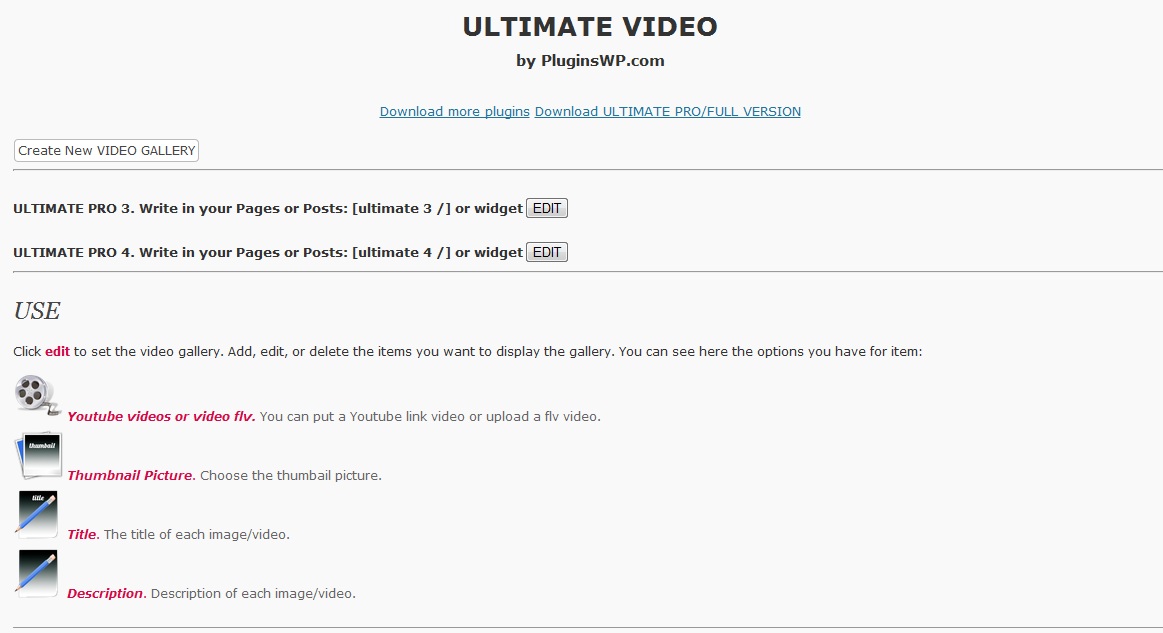 ULTIMATE VIDEO
by PluginsWP.com
Download more plugins Download ULTIMATE PRO/FULL VERSION
Create New VIDEO GALLERY
ULTIMATE PRO 3. Write in your Pages or Posts: [ultimate 3 /] or widget EDIT
ULTIMATE PRO 4. Write in your Pages or Posts: [ultimate 4 /] or widget EDIT
USE
Click edit to set the video gallery. Add, edit, or delete the items you want to display the gallery. You can see here the options you have for item:
Youtube videos or video flv. You can put a Youtube link video or upload a flv video.
thumbnail
Thumbnail Picture. Choose the thumbail picture.
title
Title. The title of each image/video.
Description. Description of each image/video.